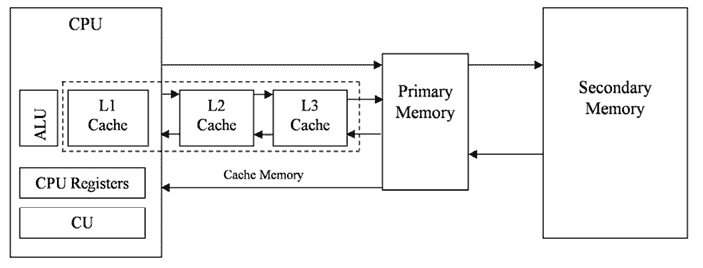 CPU
ALU
L1
Cache
L2
Cache
L3
Cache
Primary
Memory
Secondary
Memory
CPU Registers
Cache Memory
CU